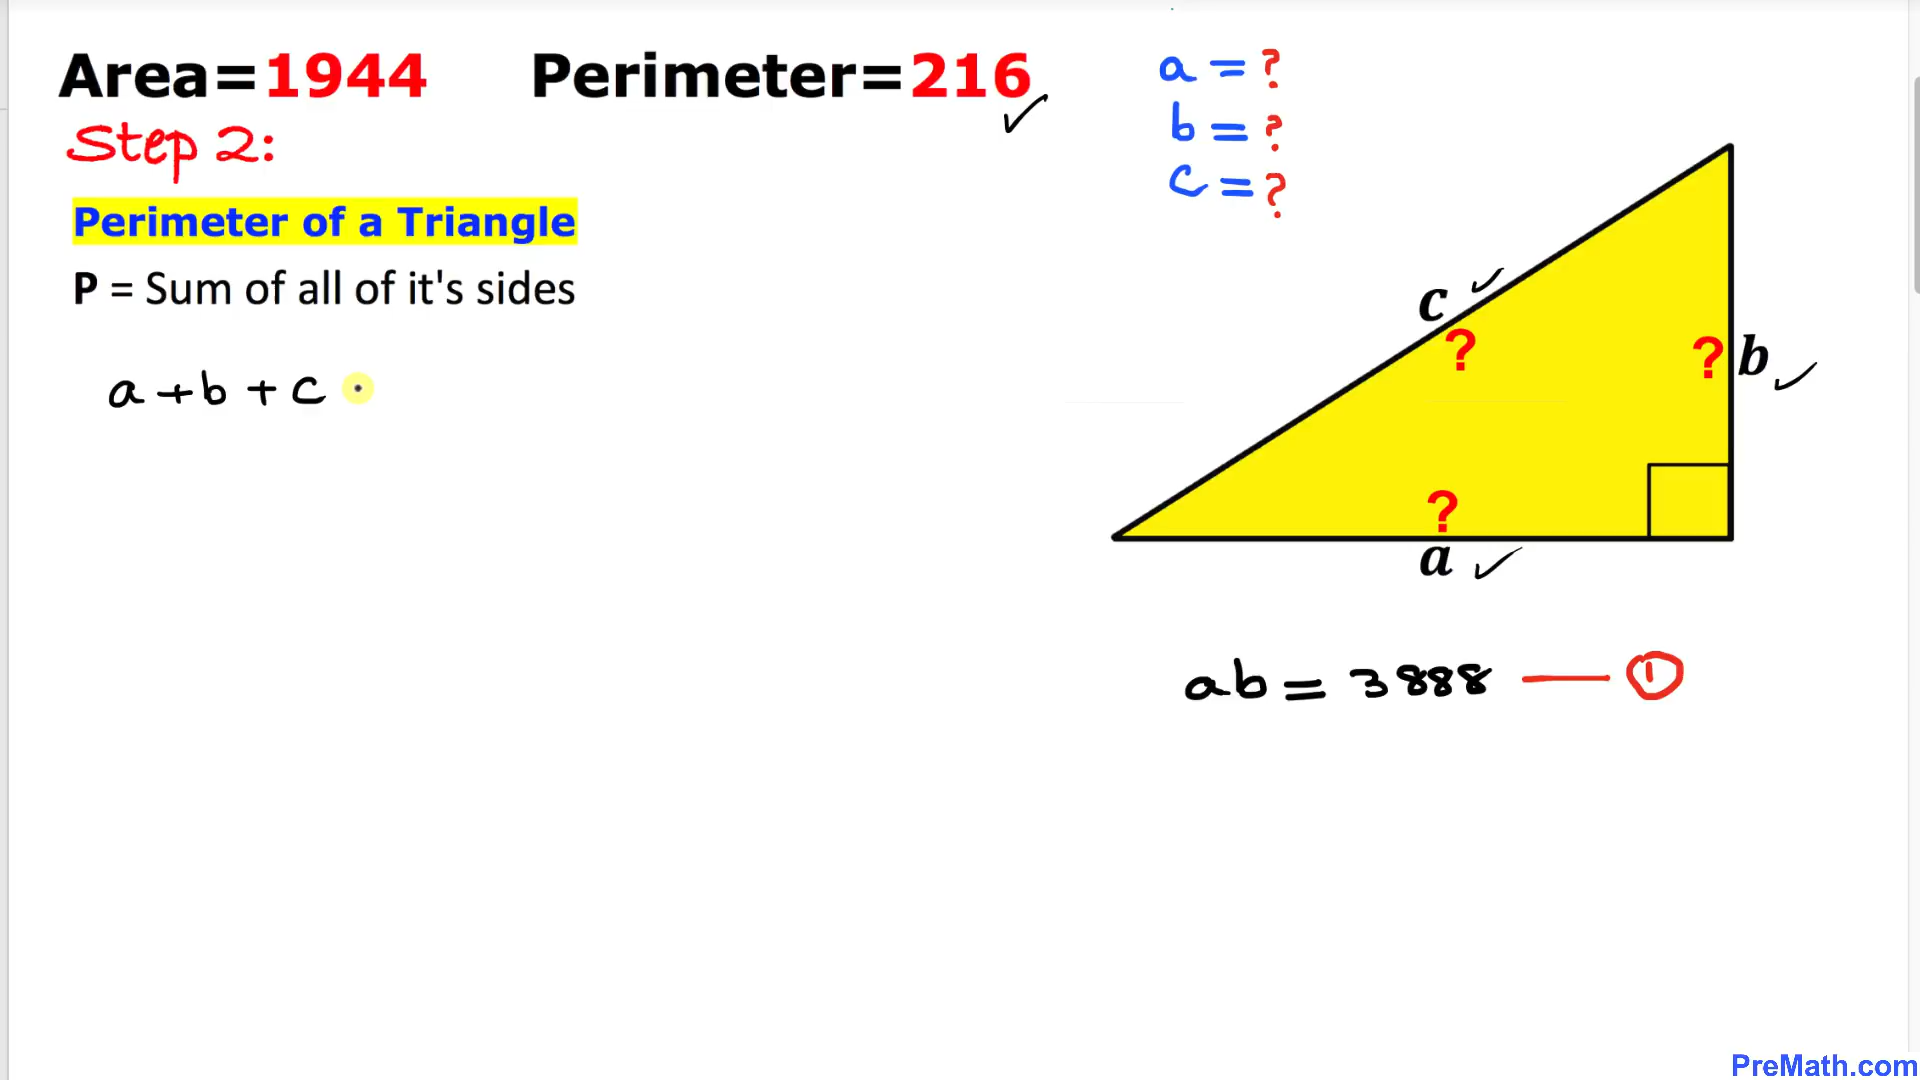 Area=1944 Perimeter=216
Step 2:
Perimeter of a Triangle
P = Sum of all of it's sides
a + b + c
a = ?
b = ?
c = ?
c
?
? b
?
a
ab = 3888 — 1
PreMath.com